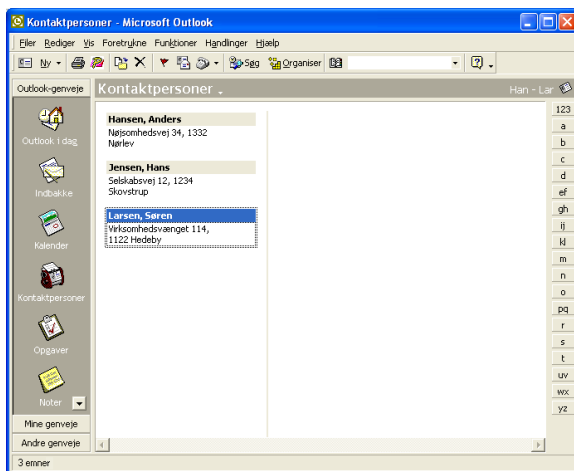 Kontaktpersoner - Microsoft Outlook
Filer Rediger Vis Foretrukne Funktioner Handlinger Hjælp
Ny Søg Organiser
Outlook-genveje
Kontaktpersoner .
Han - Lar
Outlook i dag
Indbakke
Kalender
Kontaktpersoner
Opgaver
Noter
Mine genveje
Andre genveje
Hansen, Anders
Nøjsomhedsvej 34, 1332
Nørlev
Jensen, Hans
Selskabsvej 12, 1234
Skovstrup
Larsen, Søren
Virksomhedsvænget 114,
1122 Hedeby
123
a
b
c
d
ef
gh
ij
kl
m
n
o
pq
r
s
t
uv
wx
yz
3 emner